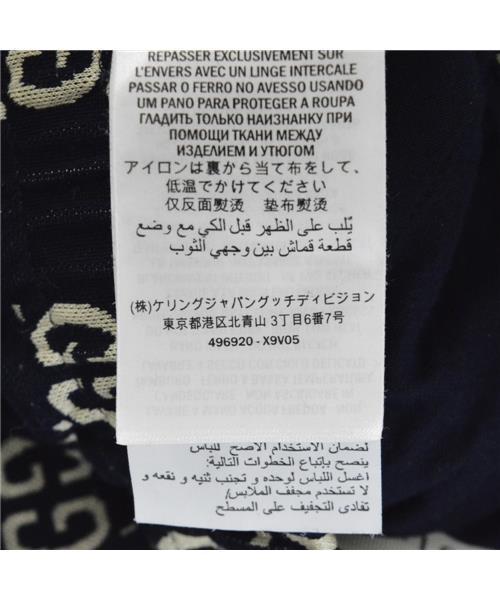 REPASSER EXCLUSIVEMENT SUR
L'ENVERS AVEC UN LINGE INTERCALE
PASSAR O FERRO NO AVESSO USANDO
UM PANO PARA PROTEGER A ROUPA
ГЛАДИТЬ ТОЛЬКО НАИЗНАНКУ ПРИ
ПОМОЩИ ТКАНИ МЕЖДУ
ИЗДЕЛИЕМ И УТЮГОМ
アイロンは裏から当て布をして、
低温でかけてください
仅反面熨烫 垫布熨烫
يُلب على الظهر قبل الكي مع وضع
قطعة قماش بين وجهي الثوب
(株)ケリングジャパングッチディビジョン
東京都港区北青山 3丁目6番7号
496920 - X9V05
لضمان الاستخدام الأصح للباس
ينصح بإتباع الخطوات التالية:
اغسل اللباس لوحده و تجنب ثنيه و نقعه و
لا تستخدم مجفف الملابس/
تفادى التجفيف على المسطح